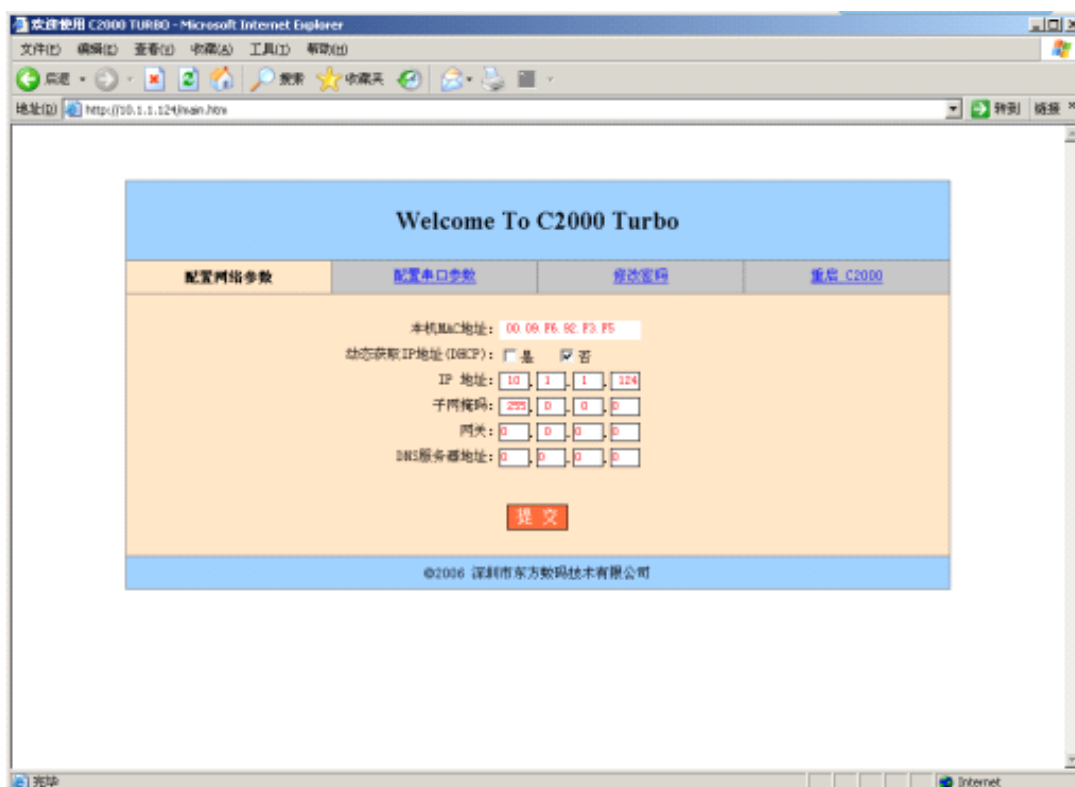 欢迎使用 C2000 TURBO - Microsoft Internet Explorer
文件(F) 编辑(E) 查看(V) 收藏(A) 工具(T) 帮助(H)
后退 搜索 收藏夹
地址(D) http://10.1.1.124/main.htm 转到 链接 »
Welcome To C2000 Turbo
配置网络参数 配置串口参数 修改密码 重启 C2000
本机MAC地址: 00.09.F6.92.F3.F5
动态获取IP地址(DHCP): 是 否
IP 地址: 10 . 1 . 1 . 124
子网掩码: 255 . 0 . 0 . 0
网关: 0 . 0 . 0 . 0
DNS服务器地址: 0 . 0 . 0 . 0
提 交
©2006 深圳市东方数码技术有限公司
完毕 Internet